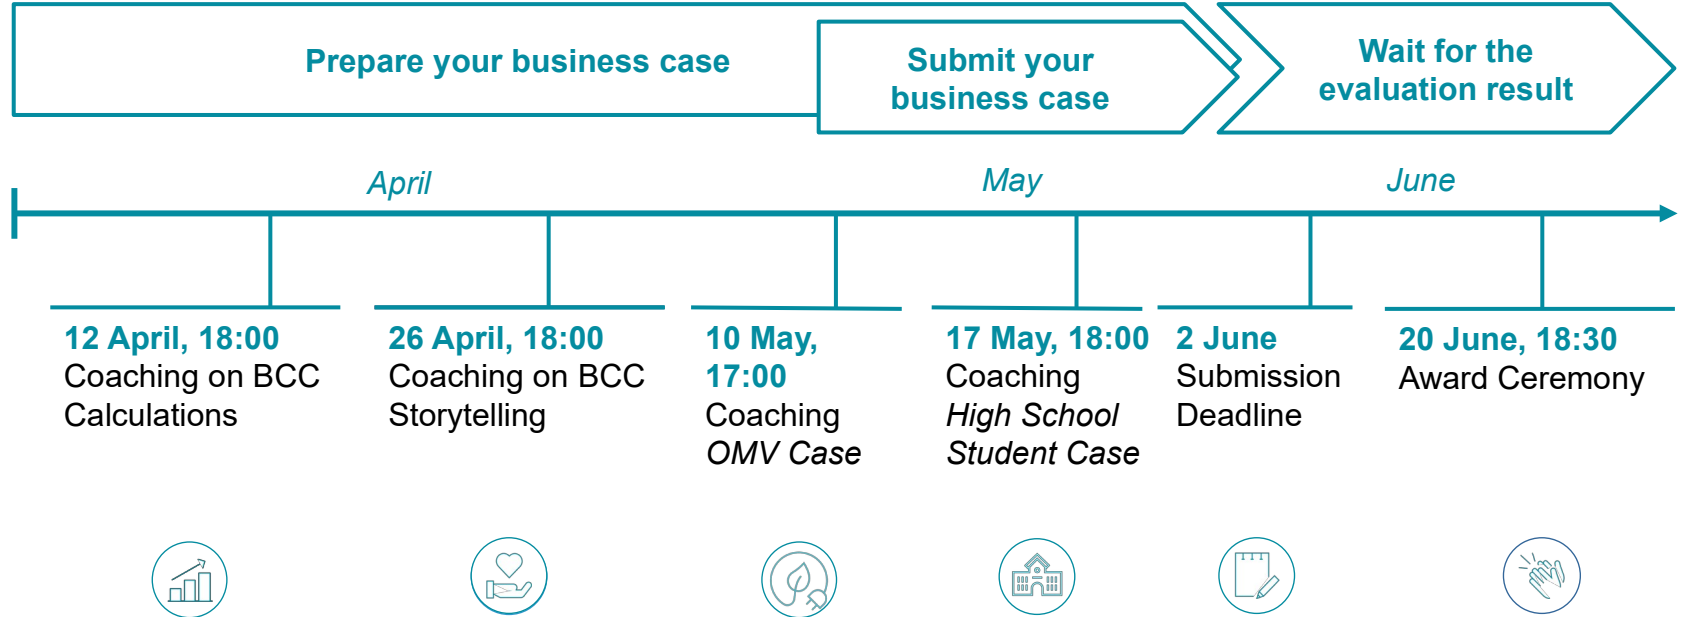 Prepare your business case
Submit your
business case
Wait for the
evaluation result
April
May
June
12 April, 18:00
Coaching on BCC
Calculations
26 April, 18:00
Coaching on BCC
Storytelling
10 May,
17:00
Coaching
OMV Case
17 May, 18:00
Coaching
High School
Student Case
2 June
Submission
Deadline
20 June, 18:30
Award Ceremony